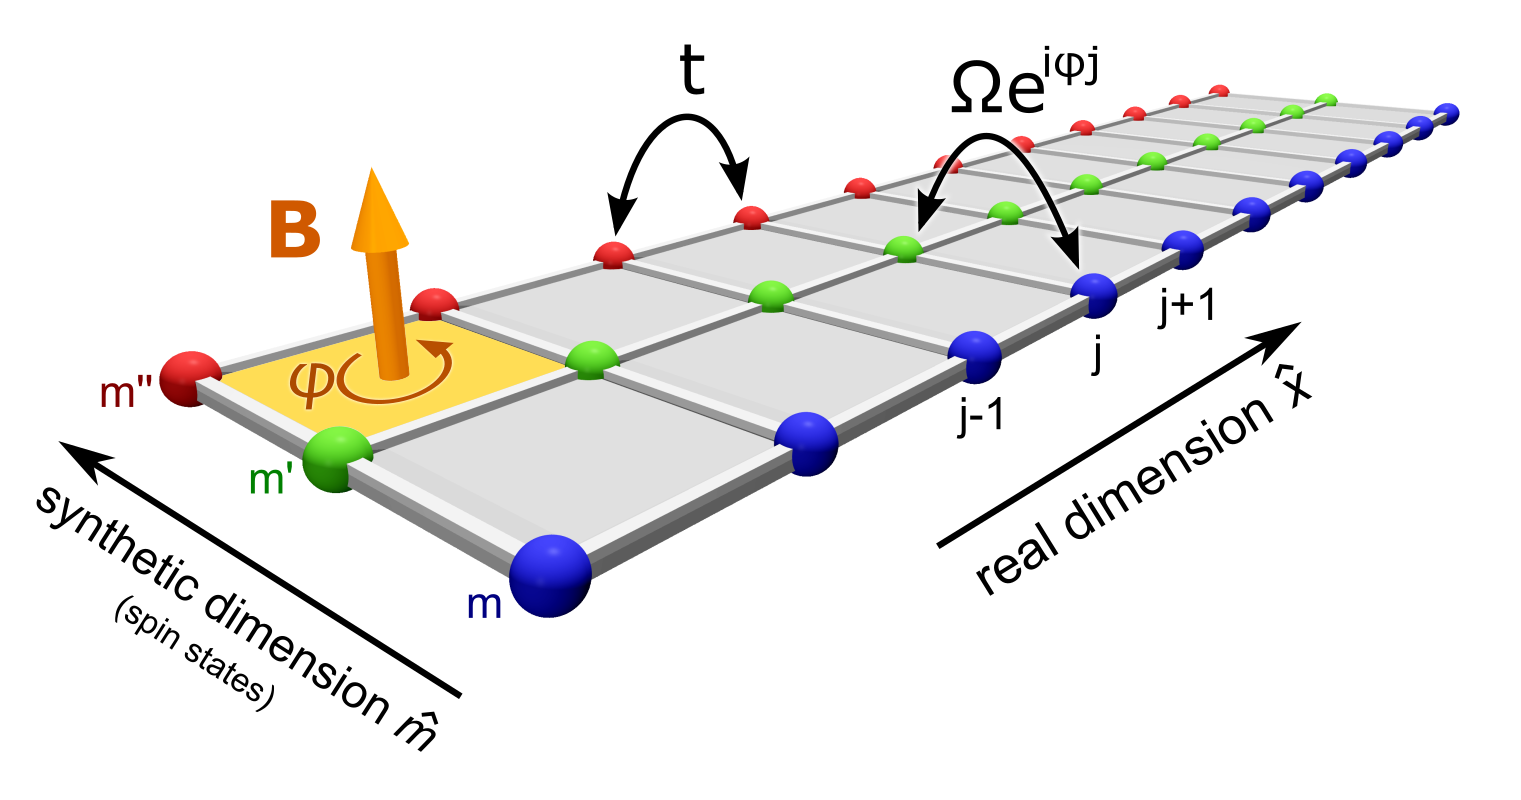 t
Ωe^{iφj}
B
φ
m''
m'
m
j-1
j
j+1
synthetic dimension m̂
(spin states)
real dimension x̂